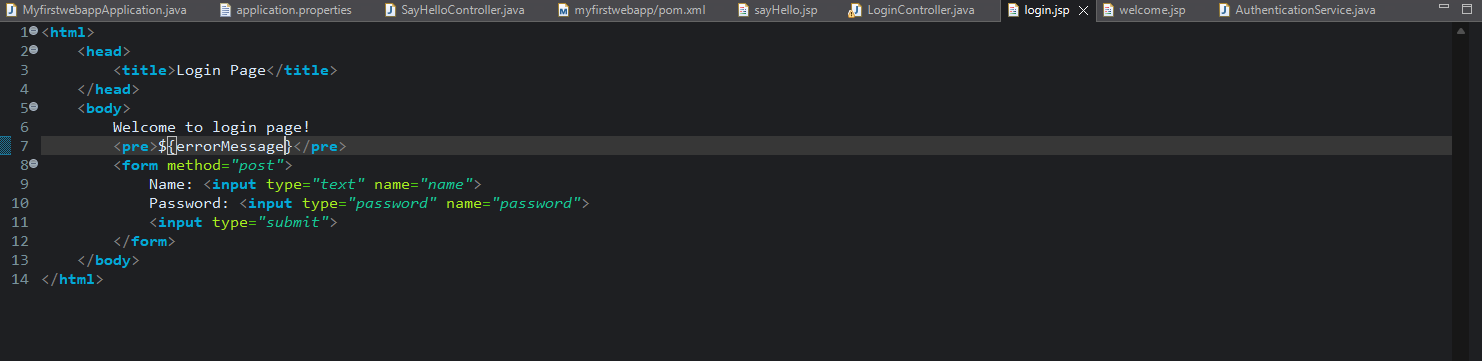 MyfirstwebappApplication.java application.properties SayHelloController.java myfirstwebapp/pom.xml sayHello.jsp LoginController.java login.jsp welcome.jsp AuthenticationService.java
1 <html>
2 <head>
3 <title>Login Page</title>
4 </head>
5 <body>
6 Welcome to login page!
7 <pre>${errorMessage}</pre>
8 <form method="post">
9 Name: <input type="text" name="name">
10 Password: <input type="password" name="password">
11 <input type="submit">
12 </form>
13 </body>
14 </html>